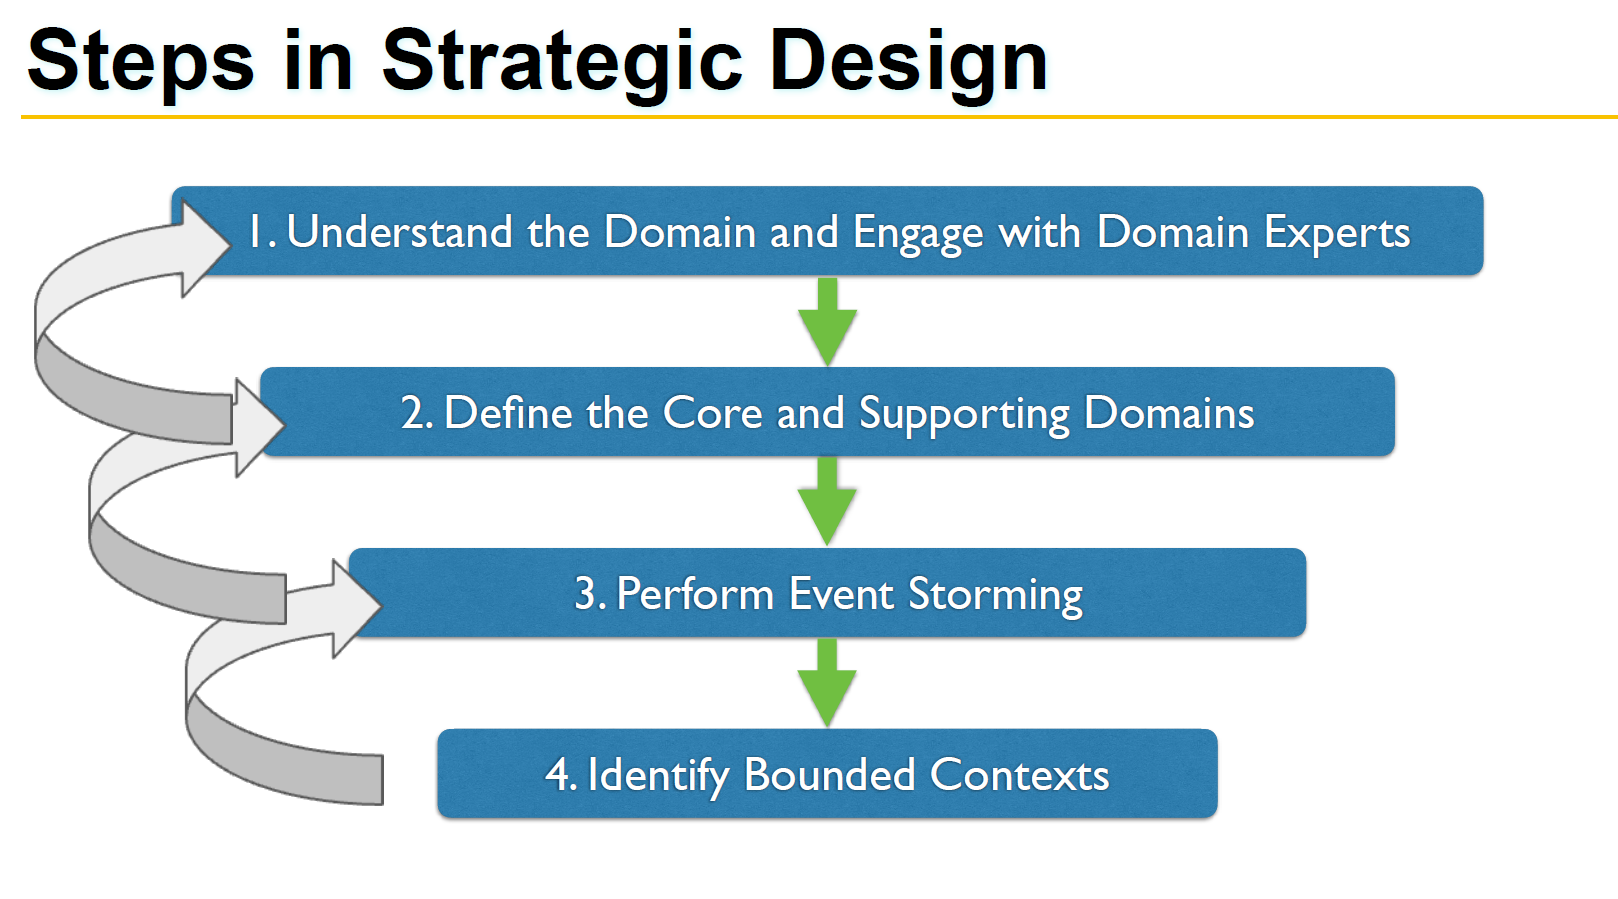 Steps in Strategic Design
1. Understand the Domain and Engage with Domain Experts
2. Define the Core and Supporting Domains
3. Perform Event Storming
4. Identify Bounded Contexts